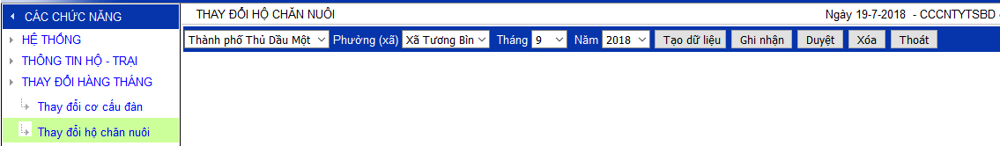 CÁC CHỨC NĂNG
HỆ THỐNG
THÔNG TIN HỘ - TRẠI
THAY ĐỔI HÀNG THÁNG
Thay đổi cơ cấu đàn
Thay đổi hộ chăn nuôi
THAY ĐỔI HỘ CHĂN NUÔI Ngày 19-7-2018 - CCCNTYTSBD
Thành phố Thủ Dầu Một Phường (xã) Xã Tương Bìn Tháng 9 Năm 2018 Tạo dữ liệu Ghi nhận Duyệt Xóa Thoát